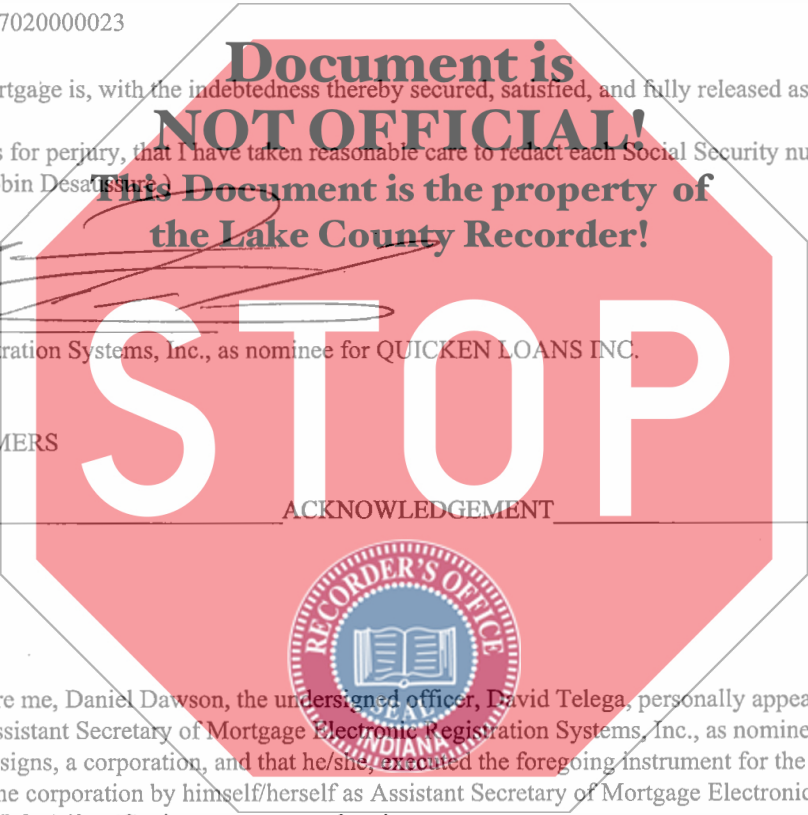 7020000023
Document is
rtgage is, with the indebtedness thereby secured, satisfied, and fully released as
NOT OFFICIAL!
s for perjury, that I have taken reasonable care to redact each Social Security nu
bin Desaussure.)
This Document is the property of
the Lake County Recorder!
STOP
ration Systems, Inc., as nominee for QUICKEN LOANS INC.
MERS
ACKNOWLEDGEMENT
RECORDER'S OFFICE
SEAL
INDIANA
re me, Daniel Dawson, the undersigned officer, David Telega, personally appea
ssistant Secretary of Mortgage Electronic Registration Systems, Inc., as nomine
signs, a corporation, and that he/she, executed the foregoing instrument for the
ne corporation by himself/herself as Assistant Secretary of Mortgage Electronic